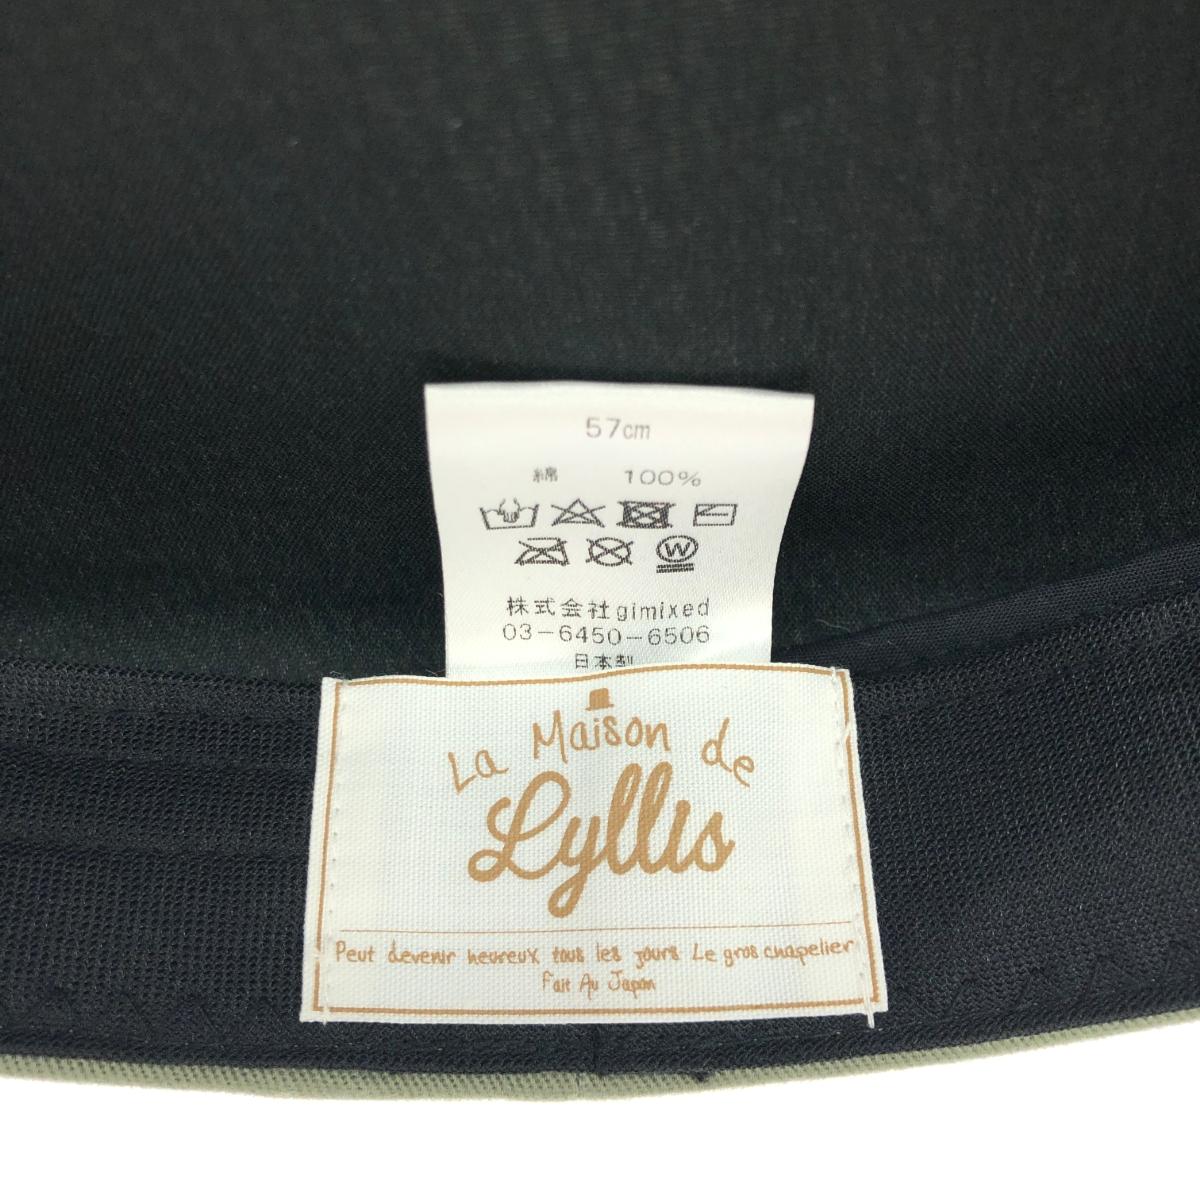 57cm
綿 100%
W
株式会社gimixed
03-6450-6506
日本製
La Maison de
Lyllis
Peut devenir heureux tous les jours Le gros chapelier
Fait Au Japon